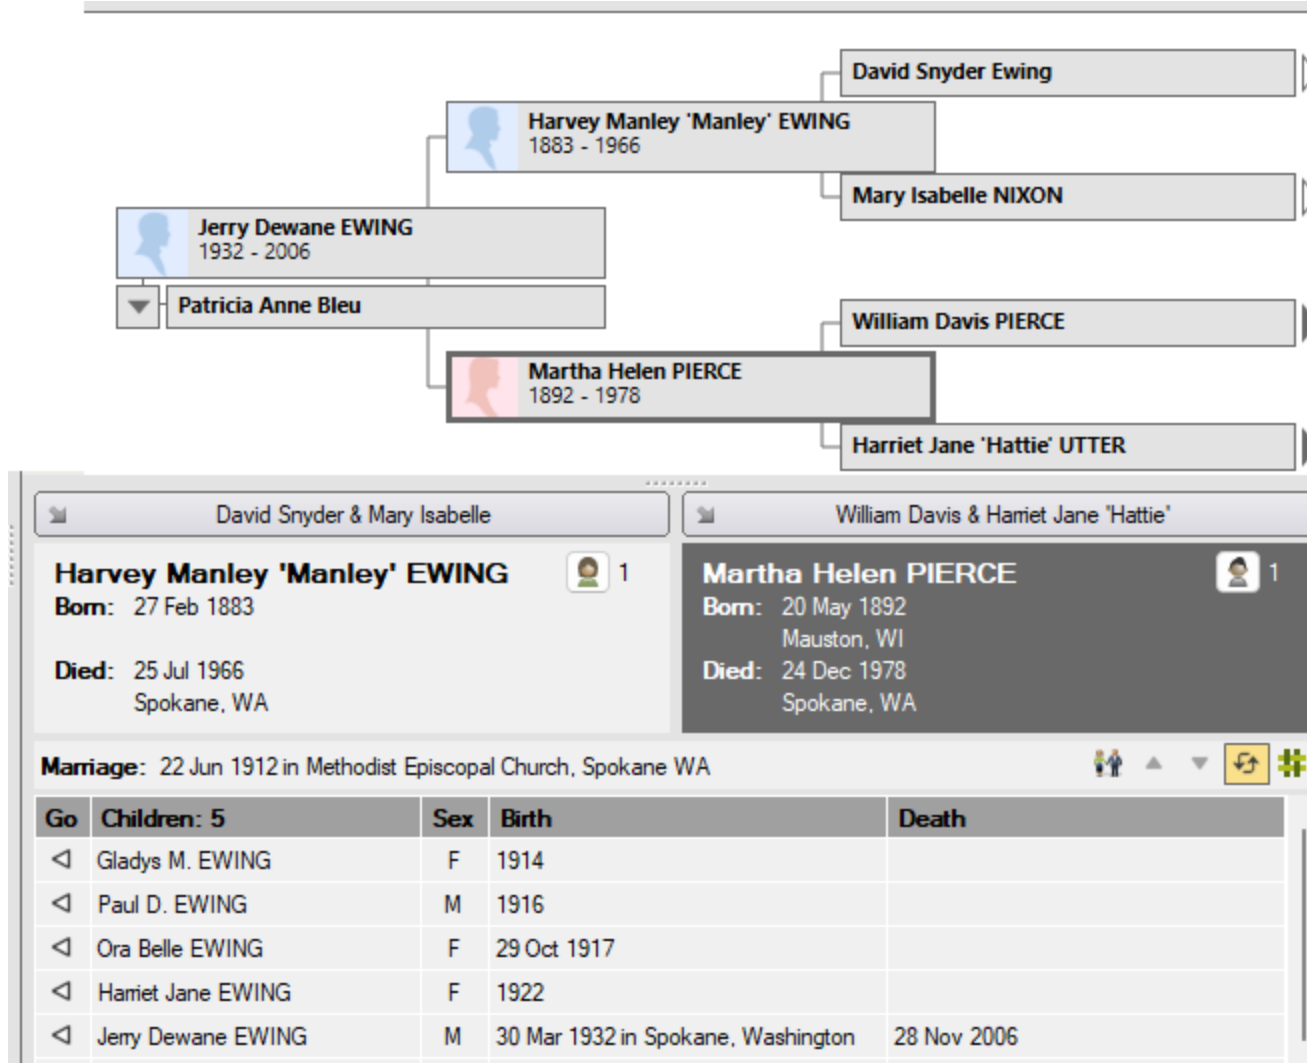 David Snyder Ewing
Harvey Manley 'Manley' EWING
1883 - 1966
Mary Isabelle NIXON
Jerry Dewane EWING
1932 - 2006
Patricia Anne Bleu
William Davis PIERCE
Martha Helen PIERCE
1892 - 1978
Harriet Jane 'Hattie' UTTER
David Snyder & Mary Isabelle
William Davis & Harriet Jane 'Hattie'
Harvey Manley 'Manley' EWING 1
Born: 27 Feb 1883
Died: 25 Jul 1966
Spokane, WA
Martha Helen PIERCE 1
Born: 20 May 1892
Mauston, WI
Died: 24 Dec 1978
Spokane, WA
Marriage: 22 Jun 1912 in Methodist Episcopal Church, Spokane WA
Go Children: 5 Sex Birth Death
Gladys M. EWING F 1914
Paul D. EWING M 1916
Ora Belle EWING F 29 Oct 1917
Harriet Jane EWING F 1922
Jerry Dewane EWING M 30 Mar 1932 in Spokane, Washington 28 Nov 2006